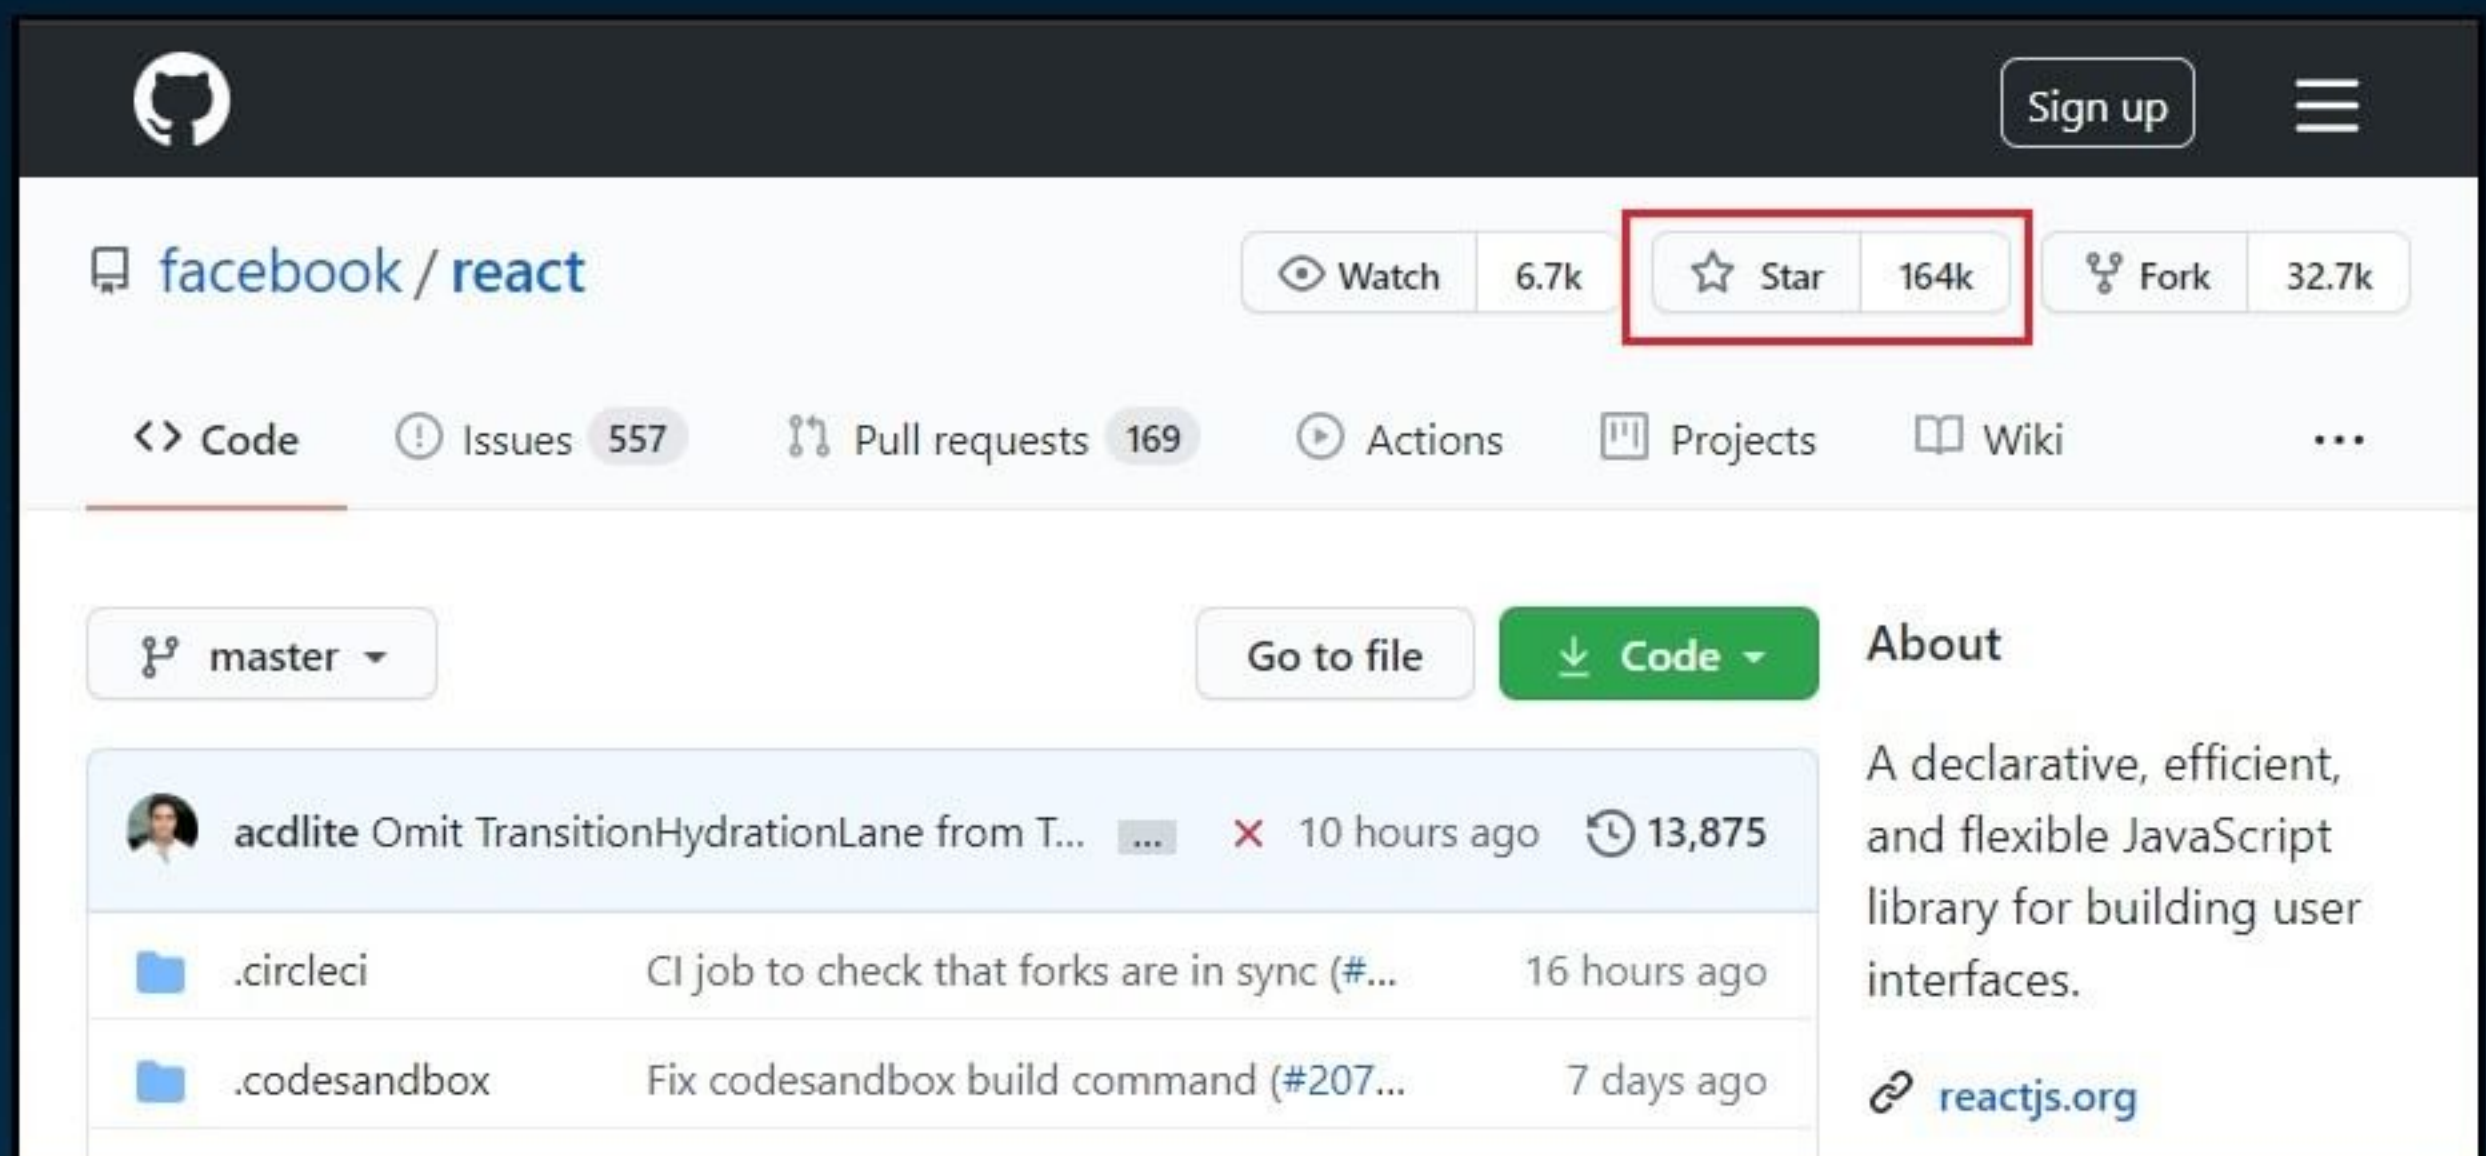 Sign up
facebook / react
Watch 6.7k
Star 164k
Fork 32.7k
Code
Issues 557
Pull requests 169
Actions
Projects
Wiki
...
master
Go to file
Code
acdlite Omit TransitionHydrationLane from T... ... 10 hours ago 13,875
.circleci CI job to check that forks are in sync (#... 16 hours ago
.codesandbox Fix codesandbox build command (#207... 7 days ago
About
A declarative, efficient,
and flexible JavaScript
library for building user
interfaces.
reactjs.org